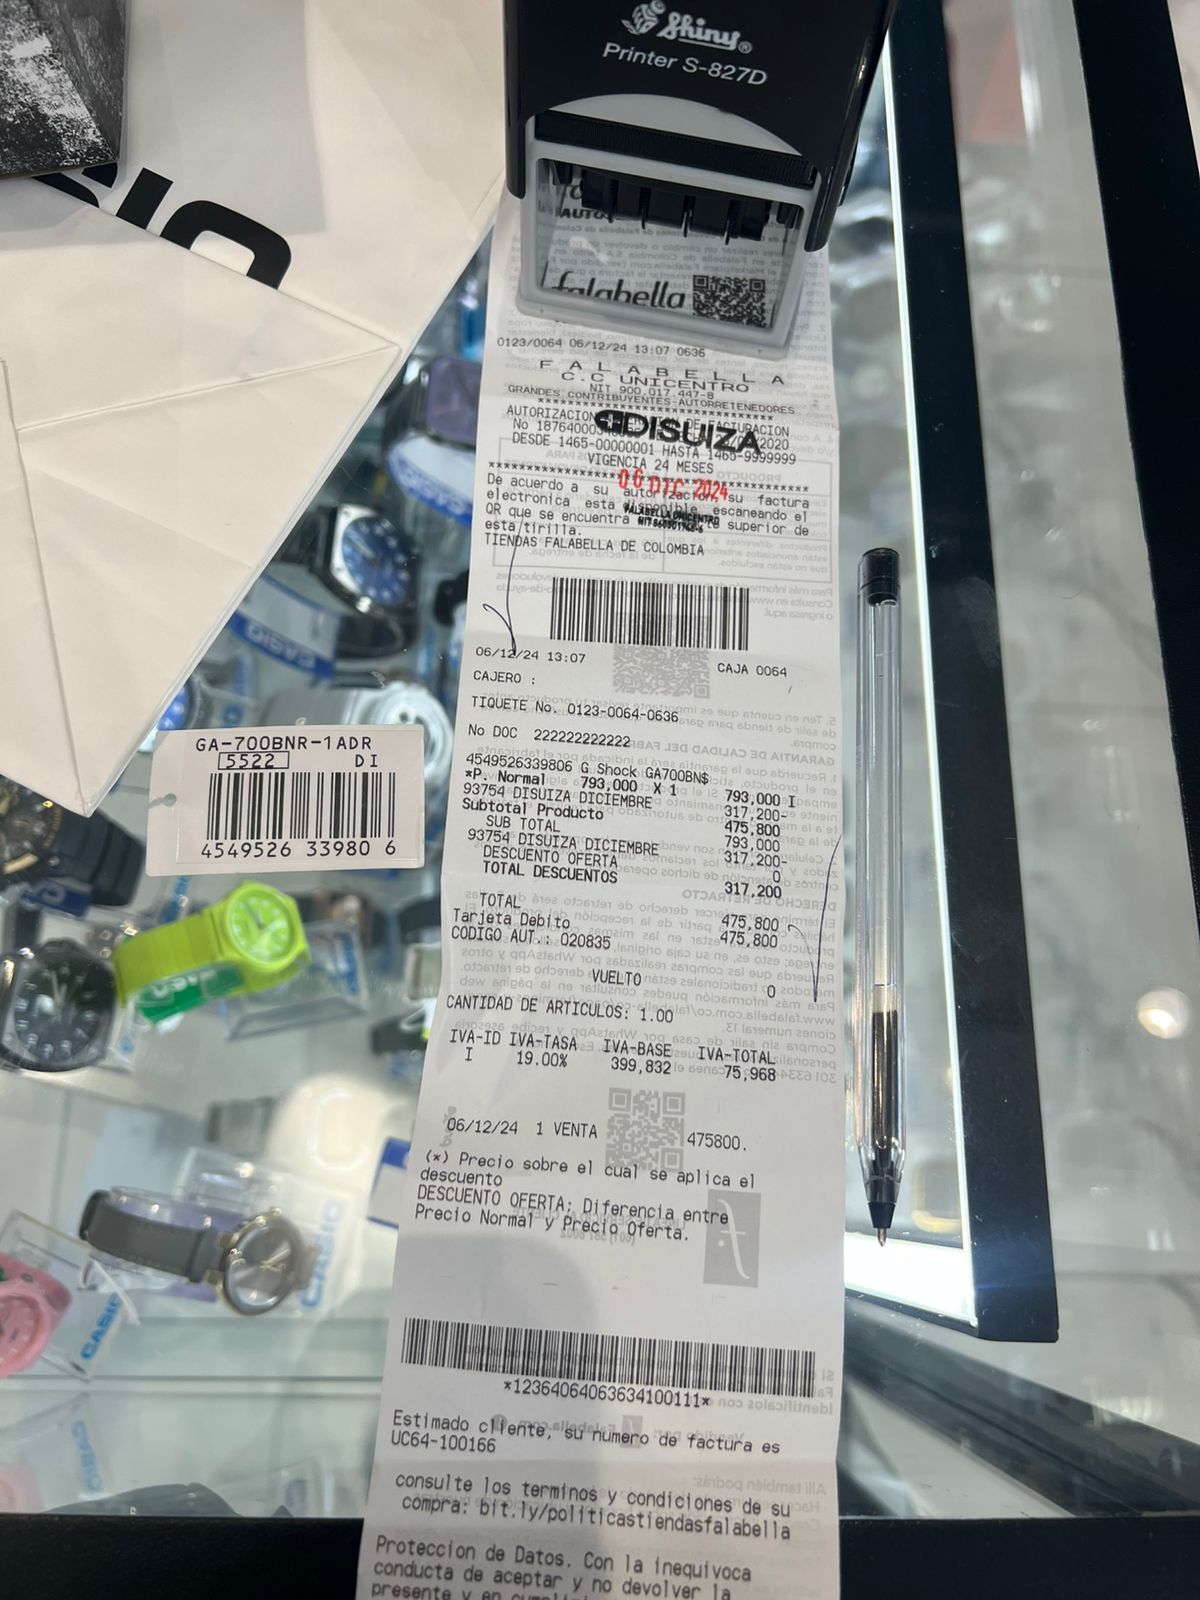 Shiny®
Printer S-827D
SIO
falabella
0123/0064 06/12/24 13:07 0636
F A L A B E L L A
C.C UNICENTRO
NIT 900.017.447-8
GRANDES CONTRIBUYENTES-AUTORRETENEDORES
AUTORIZACION DE FACTURACION
DISUIZA
No 18764000 2020
DESDE 1465-00000001 HASTA 1465-9999999
VIGENCIA 24 MESES
06 DIC 2024
De acuerdo a su autorizacion, su factura
electronica esta disponible escaneando el
FALABELLA UNICENTRO
QR que se encuentra superior de
esta tirilla.
TIENDAS FALABELLA DE COLOMBIA
06/12/24 13:07 CAJA 0064
CAJERO :
TIQUETE No. 0123-0064-0636
No DOC 222222222222
4549526339806 G Shock GA700BN$ 793,000 I
*P. Normal 793,000 X 1
93754 DISUIZA DICIEMBRE 317,200-
Subtotal Producto 475,800
SUB TOTAL 793,000
93754 DISUIZA DICIEMBRE 317,200-
DESCUENTO OFERTA 0
TOTAL DESCUENTOS 317,200
TOTAL 475,800
Tarjeta Debito 475,800
CODIGO AUT.: 020835
VUELTO 0
CANTIDAD DE ARTICULOS: 1.00
IVA-ID IVA-TASA IVA-BASE IVA-TOTAL
I 19.00% 399,832 75,968
06/12/24 1 VENTA 475800.
(*) Precio sobre el cual se aplica el
descuento
DESCUENTO OFERTA: Diferencia entre
Precio Normal y Precio Oferta.
*12364064063634100111*
Estimado cliente, su numero de factura es
UC64-100166
consulte los terminos y condiciones de su
compra: bit.ly/politicastiendasfalabella
Proteccion de Datos. Con la inequivoca
conducta de aceptar y no devolver la
GA-700BNR-1ADR
5522 DI
4549526 33980 6
CASIO
CASIO
CASIO